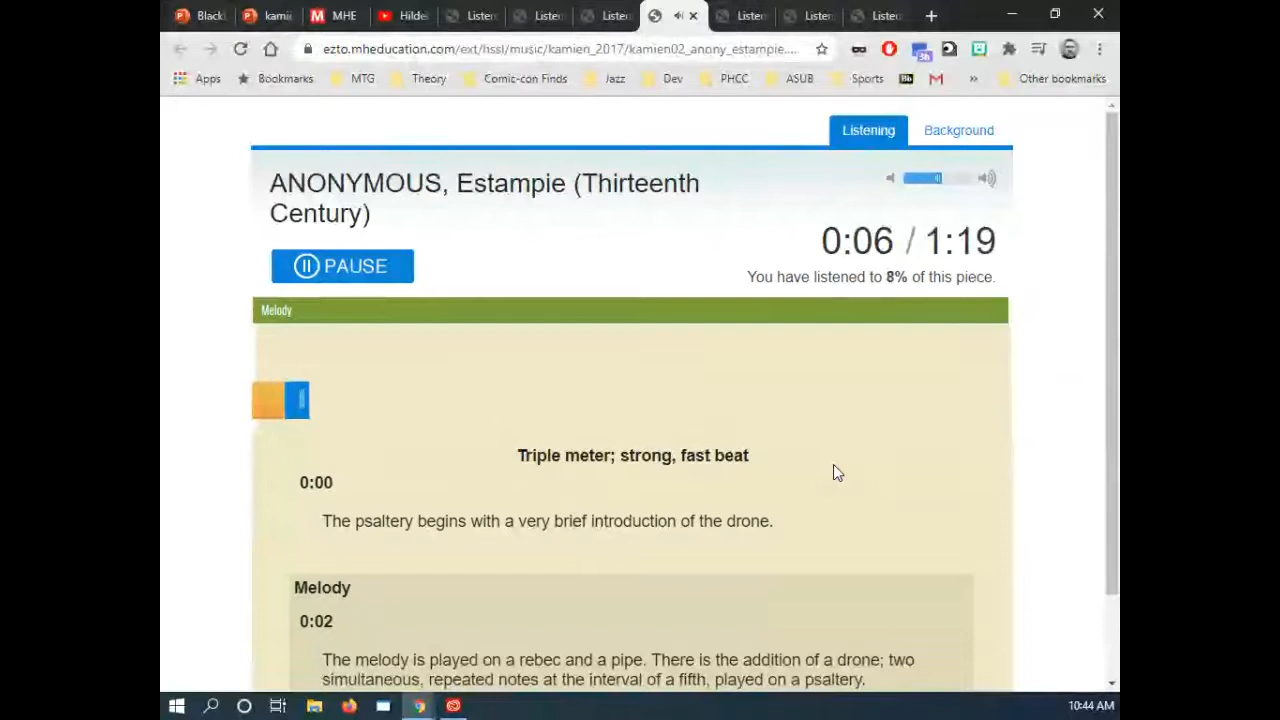 Black
kamie
MHE
Hilde
Listen
Listen
Listen
Listen
Listen
Listen
ezto.mheducation.com/ext/hssl/music/kamien_2017/kamien02_anony_estampie....
3h
Apps
Bookmarks
MTG
Theory
Comic-con Finds
Jazz
Dev
PHCC
ASUB
Sports
Bb
»
Other bookmarks
Listening
Background
ANONYMOUS, Estampie (Thirteenth
Century)
0:06 / 1:19
PAUSE
You have listened to 8% of this piece.
Melody
Triple meter; strong, fast beat
0:00
The psaltery begins with a very brief introduction of the drone.
Melody
0:02
The melody is played on a rebec and a pipe. There is the addition of a drone; two
simultaneous, repeated notes at the interval of a fifth, played on a psaltery.
10:44 AM